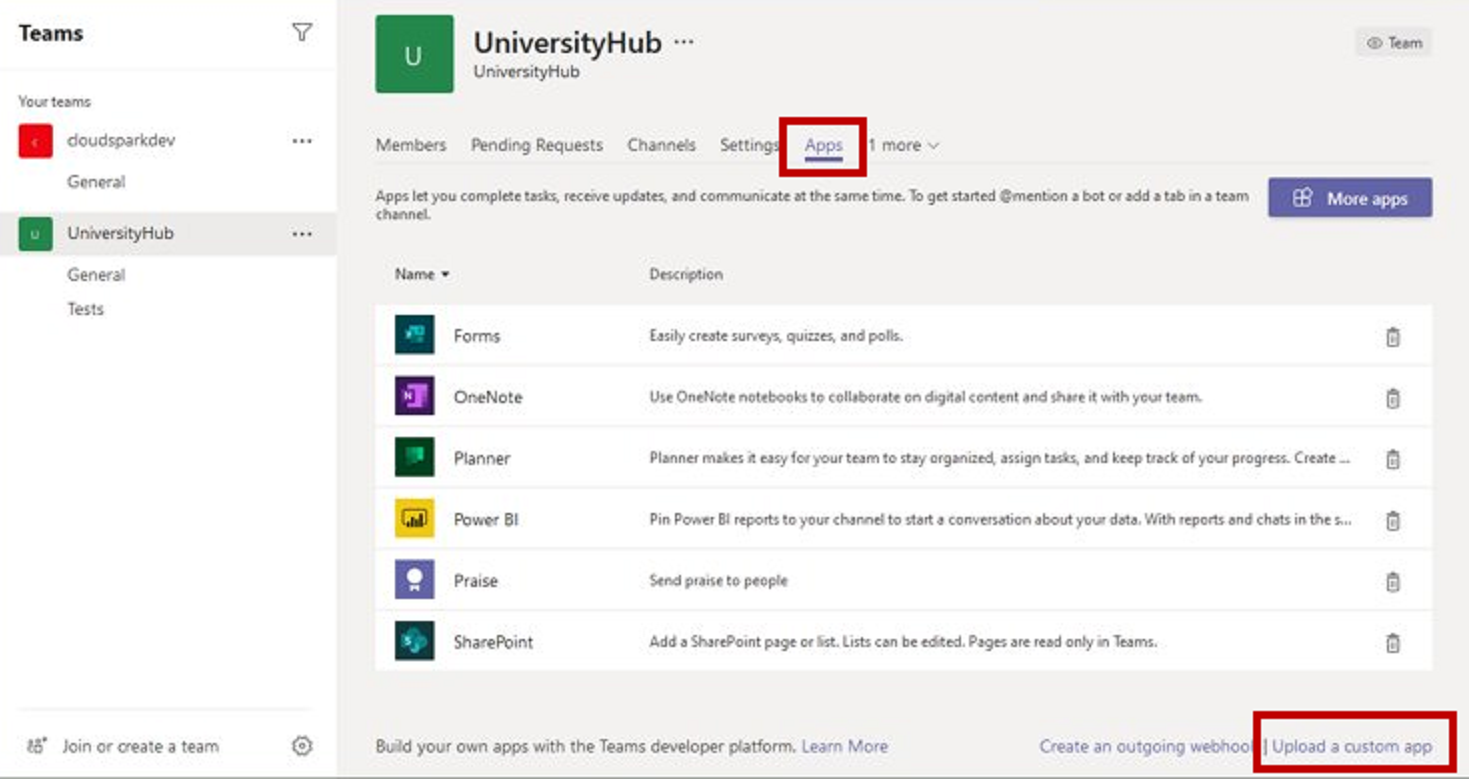 Teams
Your teams
c
cloudsparkdev
...
General
U
UniversityHub
...
General
Tests
Join or create a team
U
UniversityHub ...
UniversityHub
Team
Members Pending Requests Channels Settings Apps 1 more
Apps let you complete tasks, receive updates, and communicate at the same time. To get started @mention a bot or add a tab in a team
channel.
More apps
Name Description
Forms Easily create surveys, quizzes, and polls.
N OneNote Use OneNote notebooks to collaborate on digital content and share it with your team.
Planner Planner makes it easy for your team to stay organized, assign tasks, and keep track of your progress. Create ...
Power BI Pin Power BI reports to your channel to start a conversation about your data. With reports and chats in the s...
Praise Send praise to people
S SharePoint Add a SharePoint page or list. Lists can be edited. Pages are read only in Teams.
Build your own apps with the Teams developer platform. Learn More Create an outgoing webhook | Upload a custom app